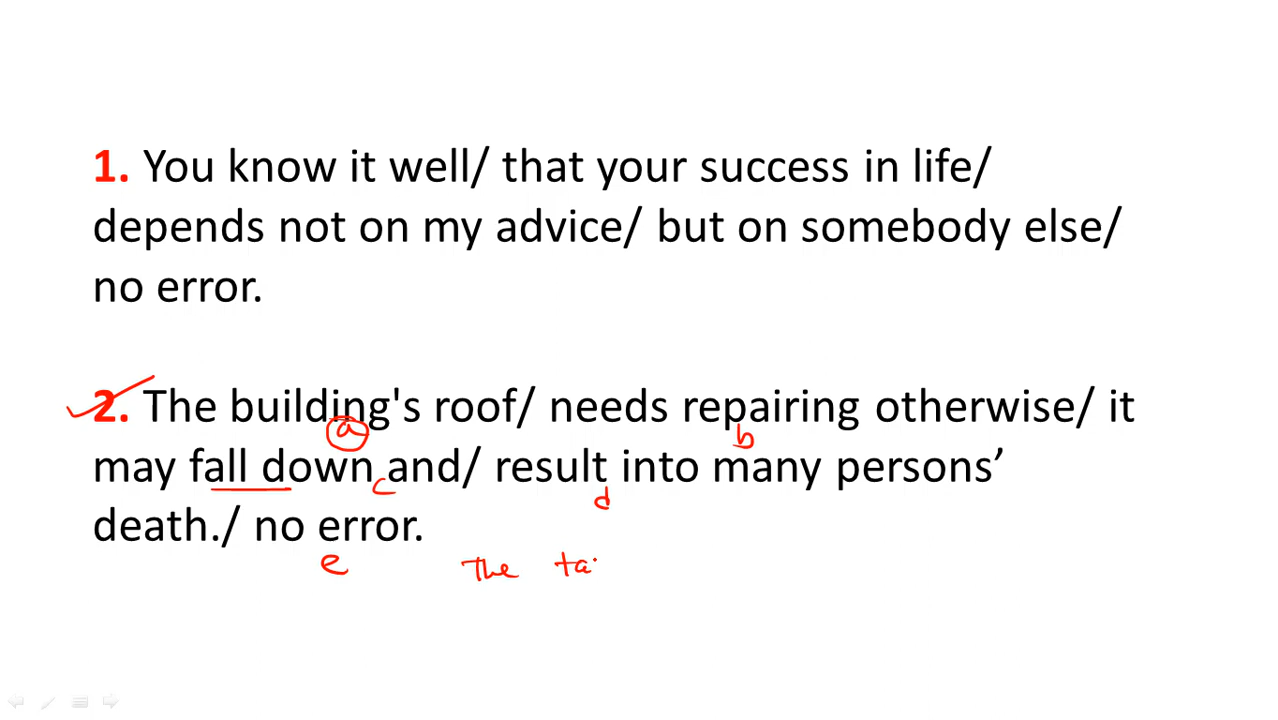 1. You know it well/ that your success in life/
depends not on my advice/ but on somebody else/
no error.
2. The building's roof/ needs repairing otherwise/ it
a
b
may fall down and/ result into many persons’
c
d
death./ no error.
e
The ta